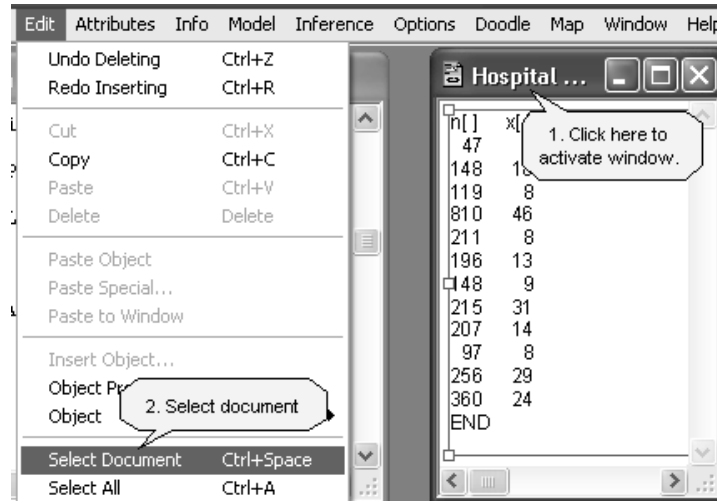 Edit Attributes Info Model Inference Options Doodle Map Window Help
Undo Deleting Ctrl+Z
Redo Inserting Ctrl+R
Cut Ctrl+X
Copy Ctrl+C
Paste Ctrl+V
Delete Delete
Paste Object
Paste Special...
Paste to Window
Insert Object...
Object Pr
Object
2. Select document
Select Document Ctrl+Space
Select All Ctrl+A
Hospital ...
1. Click here to
activate window.
n[] x[
47
148 18
119 8
810 46
211 8
196 13
148 9
215 31
207 14
97 8
256 29
360 24
END